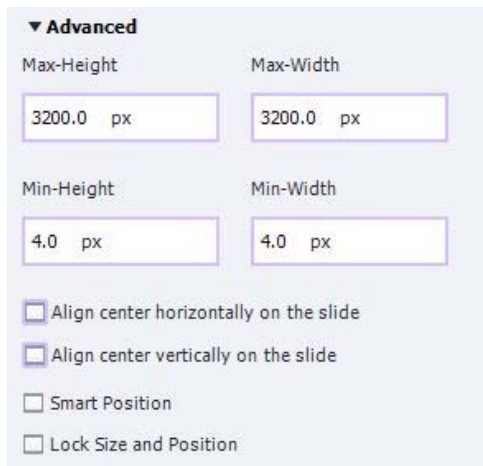 Advanced
Max-Height Max-Width
3200.0 px 3200.0 px
Min-Height Min-Width
4.0 px 4.0 px
Align center horizontally on the slide
Align center vertically on the slide
Smart Position
Lock Size and Position